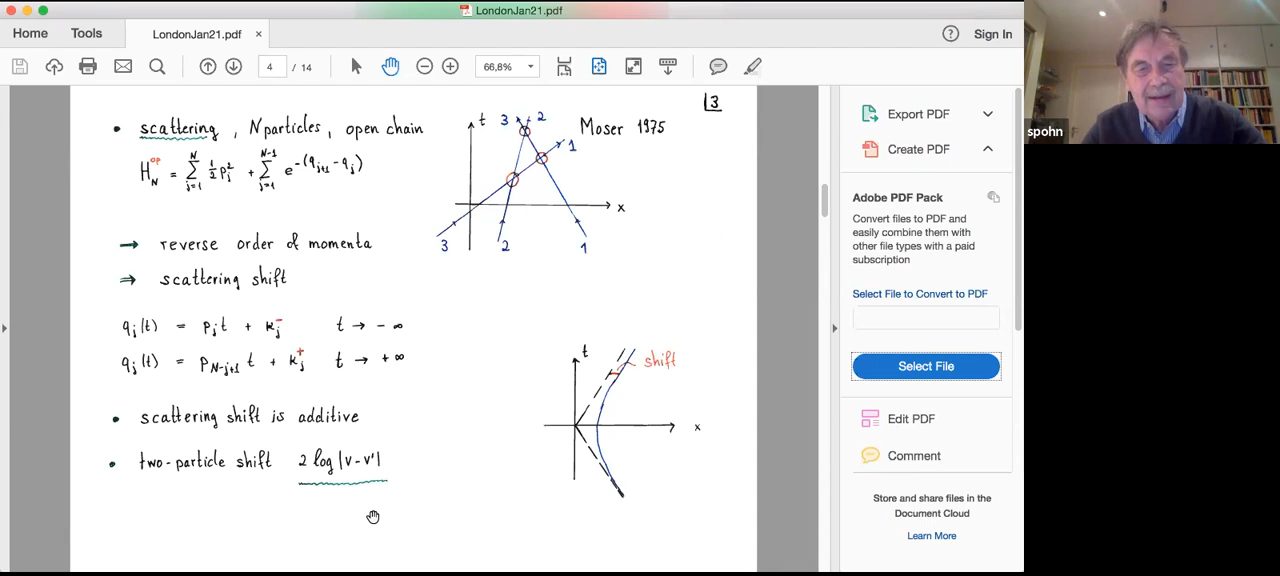 LondonJan21.pdf
Home
Tools
LondonJan21.pdf ×
? Sign In
4 / 14
66,8%
• scattering, N particles, open chain
H_N^op = Σ_{j=1}^{N} ½ p_j² + Σ_{j=1}^{N-1} e^{-(q_{j+1} - q_j)}
→ reverse order of momenta
⇒ scattering shift
q_j(t) = p_j t + κ_j^- t → - ∞
q_j(t) = p_{N-j+1} t + κ_j^+ t → + ∞
• scattering shift is additive
• two-particle shift 2 log|v-v'|
3
Moser 1975
t
3 2
1
x
3 2 1
t
shift
x
Export PDF
Create PDF
Adobe PDF Pack
Convert files to PDF and
easily combine them with
other file types with a paid
subscription
Select File to Convert to PDF
Select File
Edit PDF
Comment
Store and share files in the
Document Cloud
Learn More
spohn